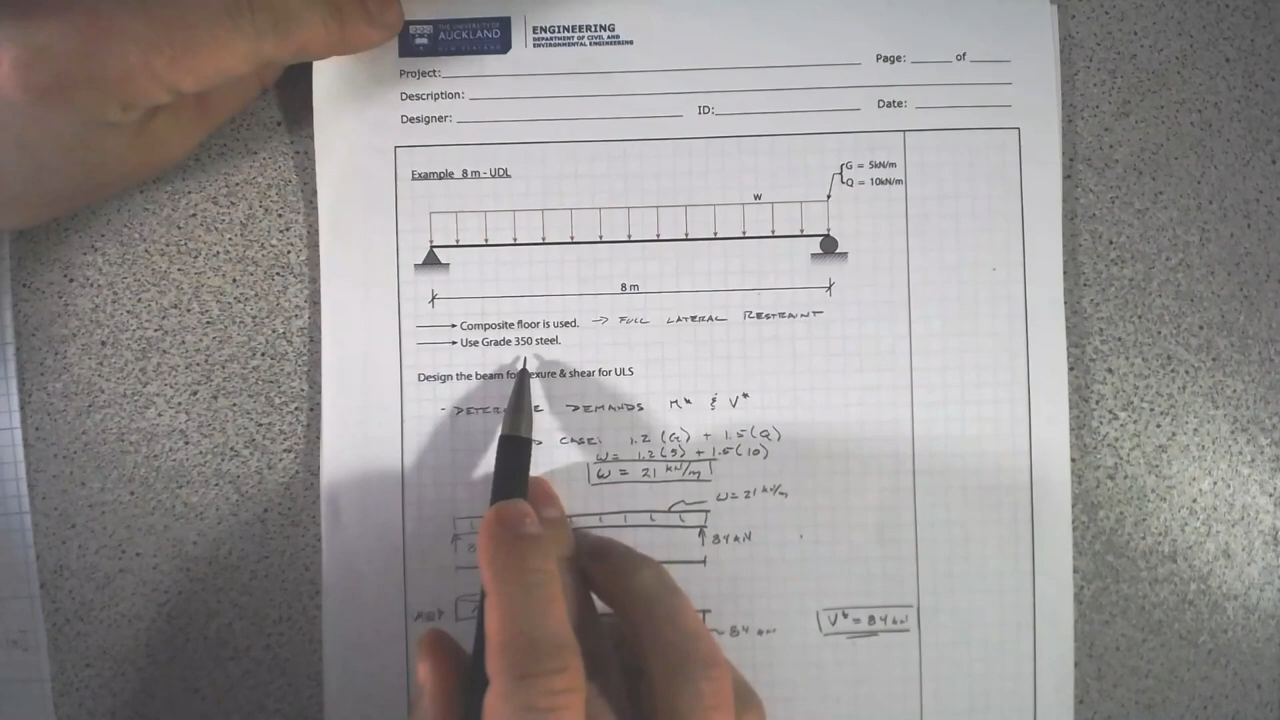 THE UNIVERSITY OF
AUCKLAND
NEW ZEALAND
ENGINEERING
DEPARTMENT OF CIVIL AND
ENVIRONMENTAL ENGINEERING
Project:
Page: of
Description:
Designer: ID: Date:
Example 8 m - UDL
G = 5kN/m
Q = 10kN/m
W
8 m
Composite floor is used. → FULL LATERAL RESTRAINT
Use Grade 350 steel.
Design the beam for exure & shear for ULS
- DEMANDS M* & V*
CASE: 1.2 (G) + 1.5 (Q)
ω = 1.2(5) + 1.5(10)
ω = 21 kN/m
ω = 21 kN/m
84 kN
84 kN
V* = 84 kN